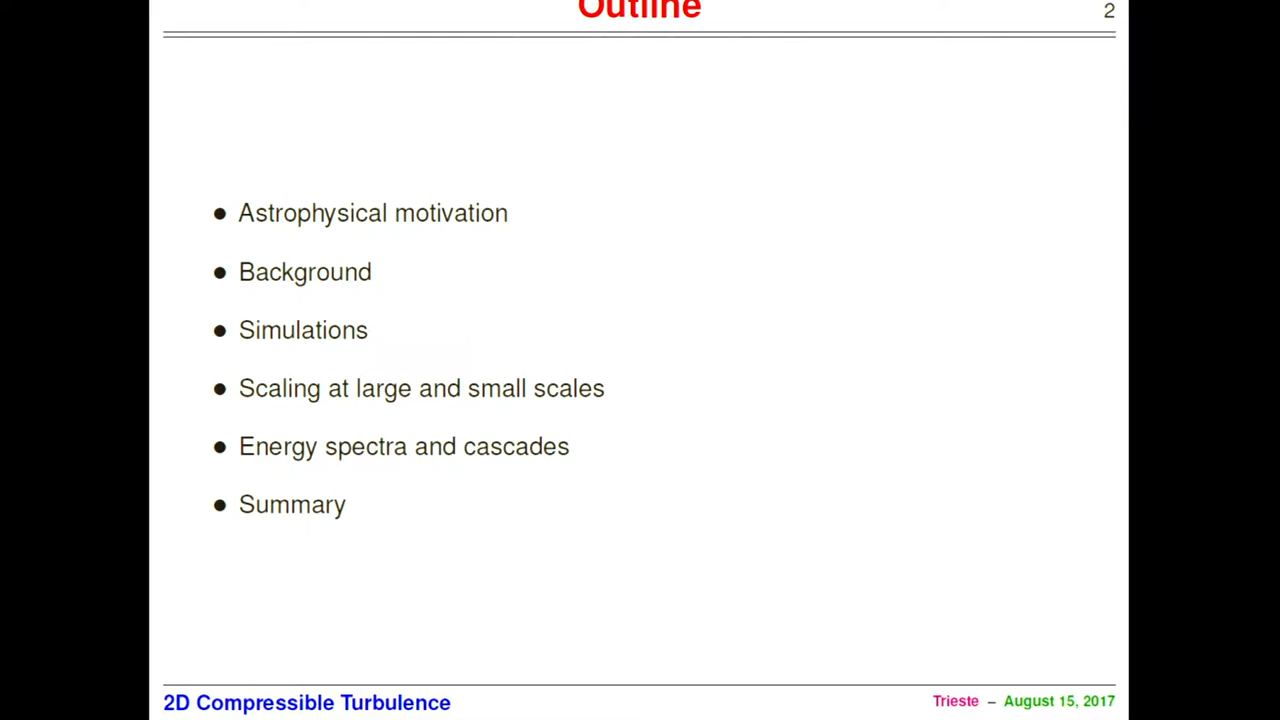 Outline
2
• Astrophysical motivation
• Background
• Simulations
• Scaling at large and small scales
• Energy spectra and cascades
• Summary
2D Compressible Turbulence
Trieste – August 15, 2017